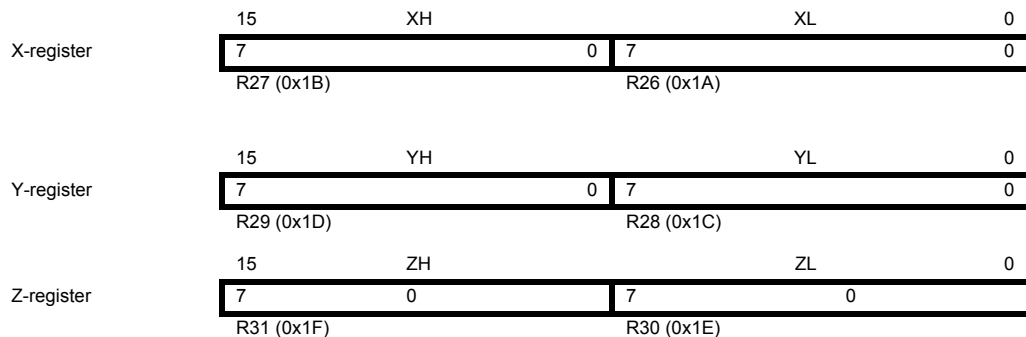 15 XH XL 0
X-register 7 0 7 0
R27 (0x1B) R26 (0x1A)
15 YH YL 0
Y-register 7 0 7 0
R29 (0x1D) R28 (0x1C)
15 ZH ZL 0
Z-register 7 0 7 0
R31 (0x1F) R30 (0x1E)